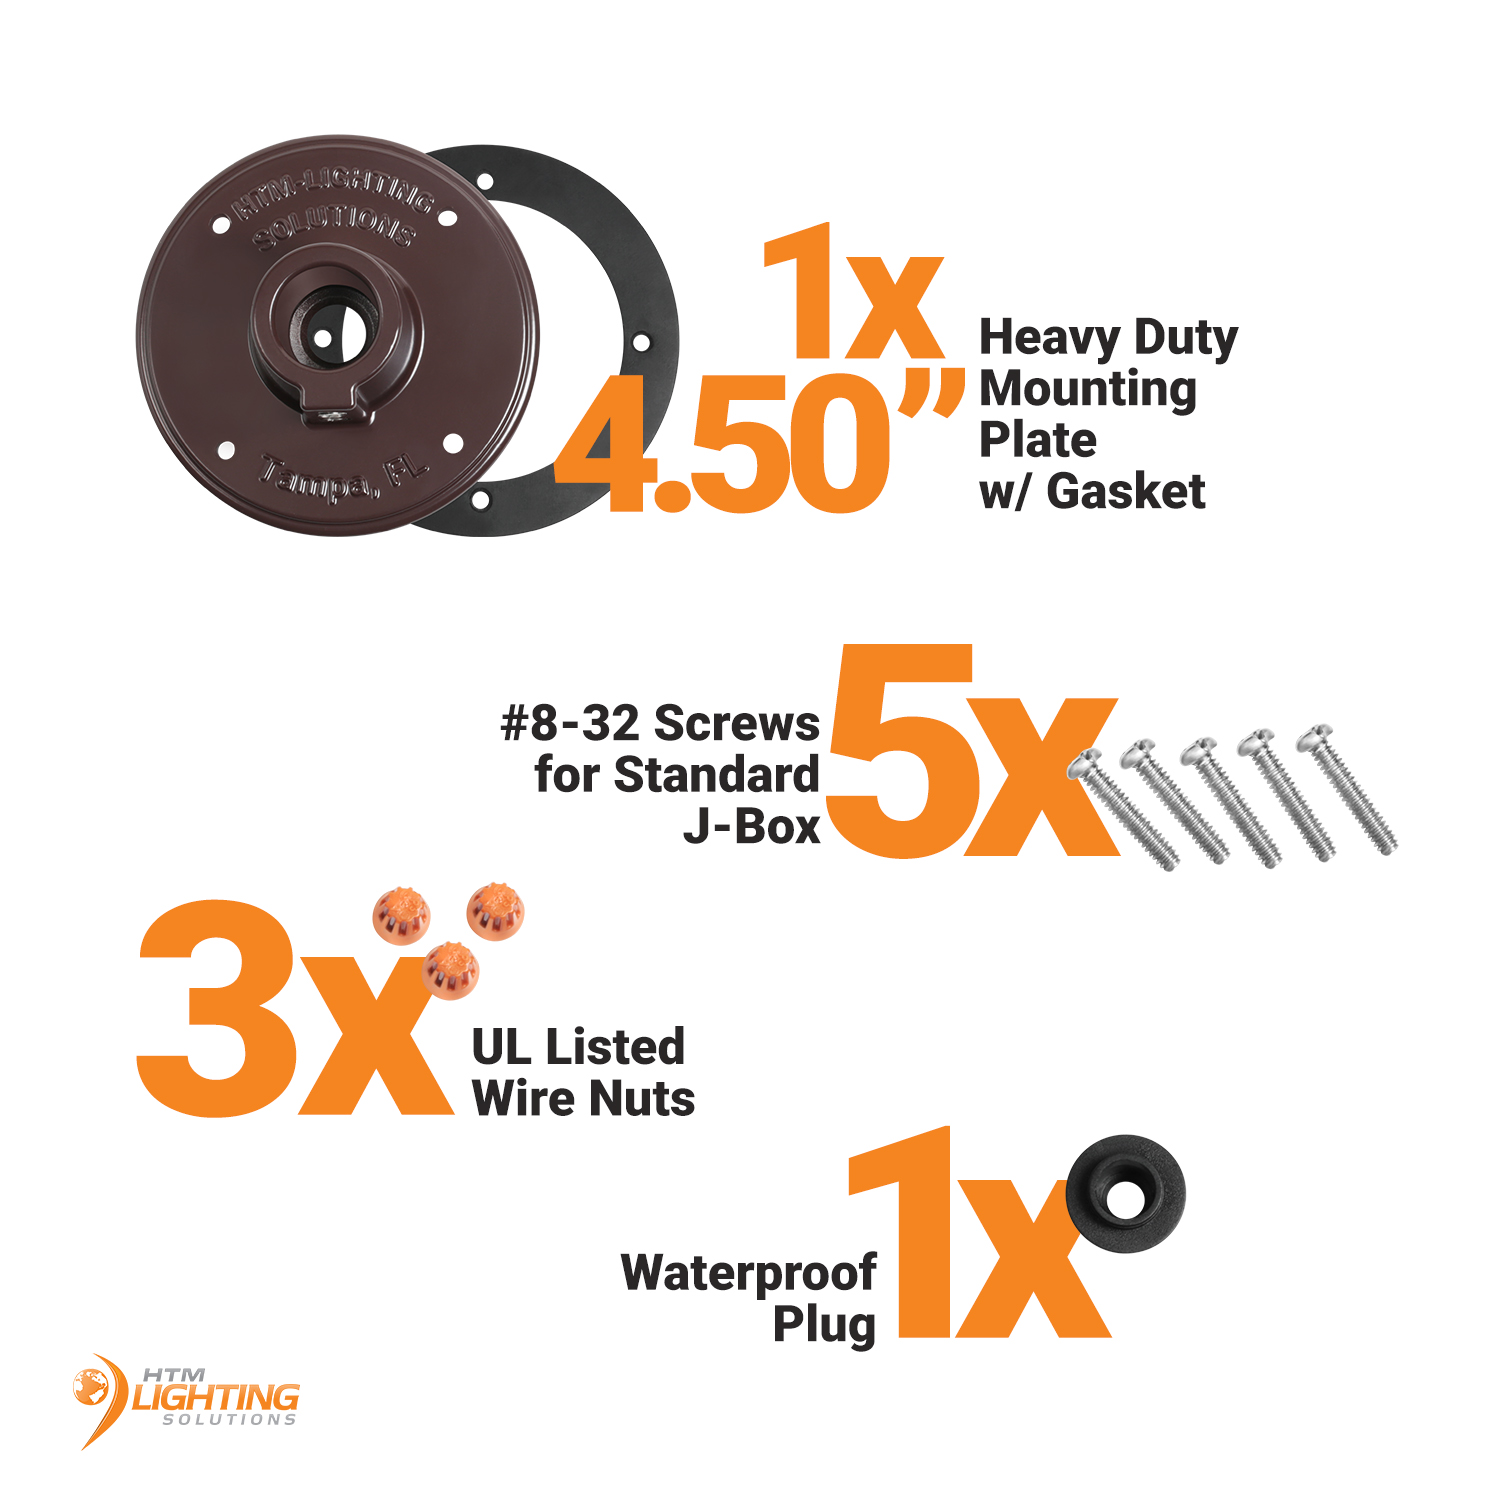 HTM-LIGHTING
SOLUTIONS
Tampa, FL
1x
4.50”
Heavy Duty
Mounting
Plate
w/ Gasket
#8-32 Screws
for Standard
J-Box
5x
3x
UL Listed
Wire Nuts
1x
Waterproof
Plug
HTM
LIGHTING
SOLUTIONS